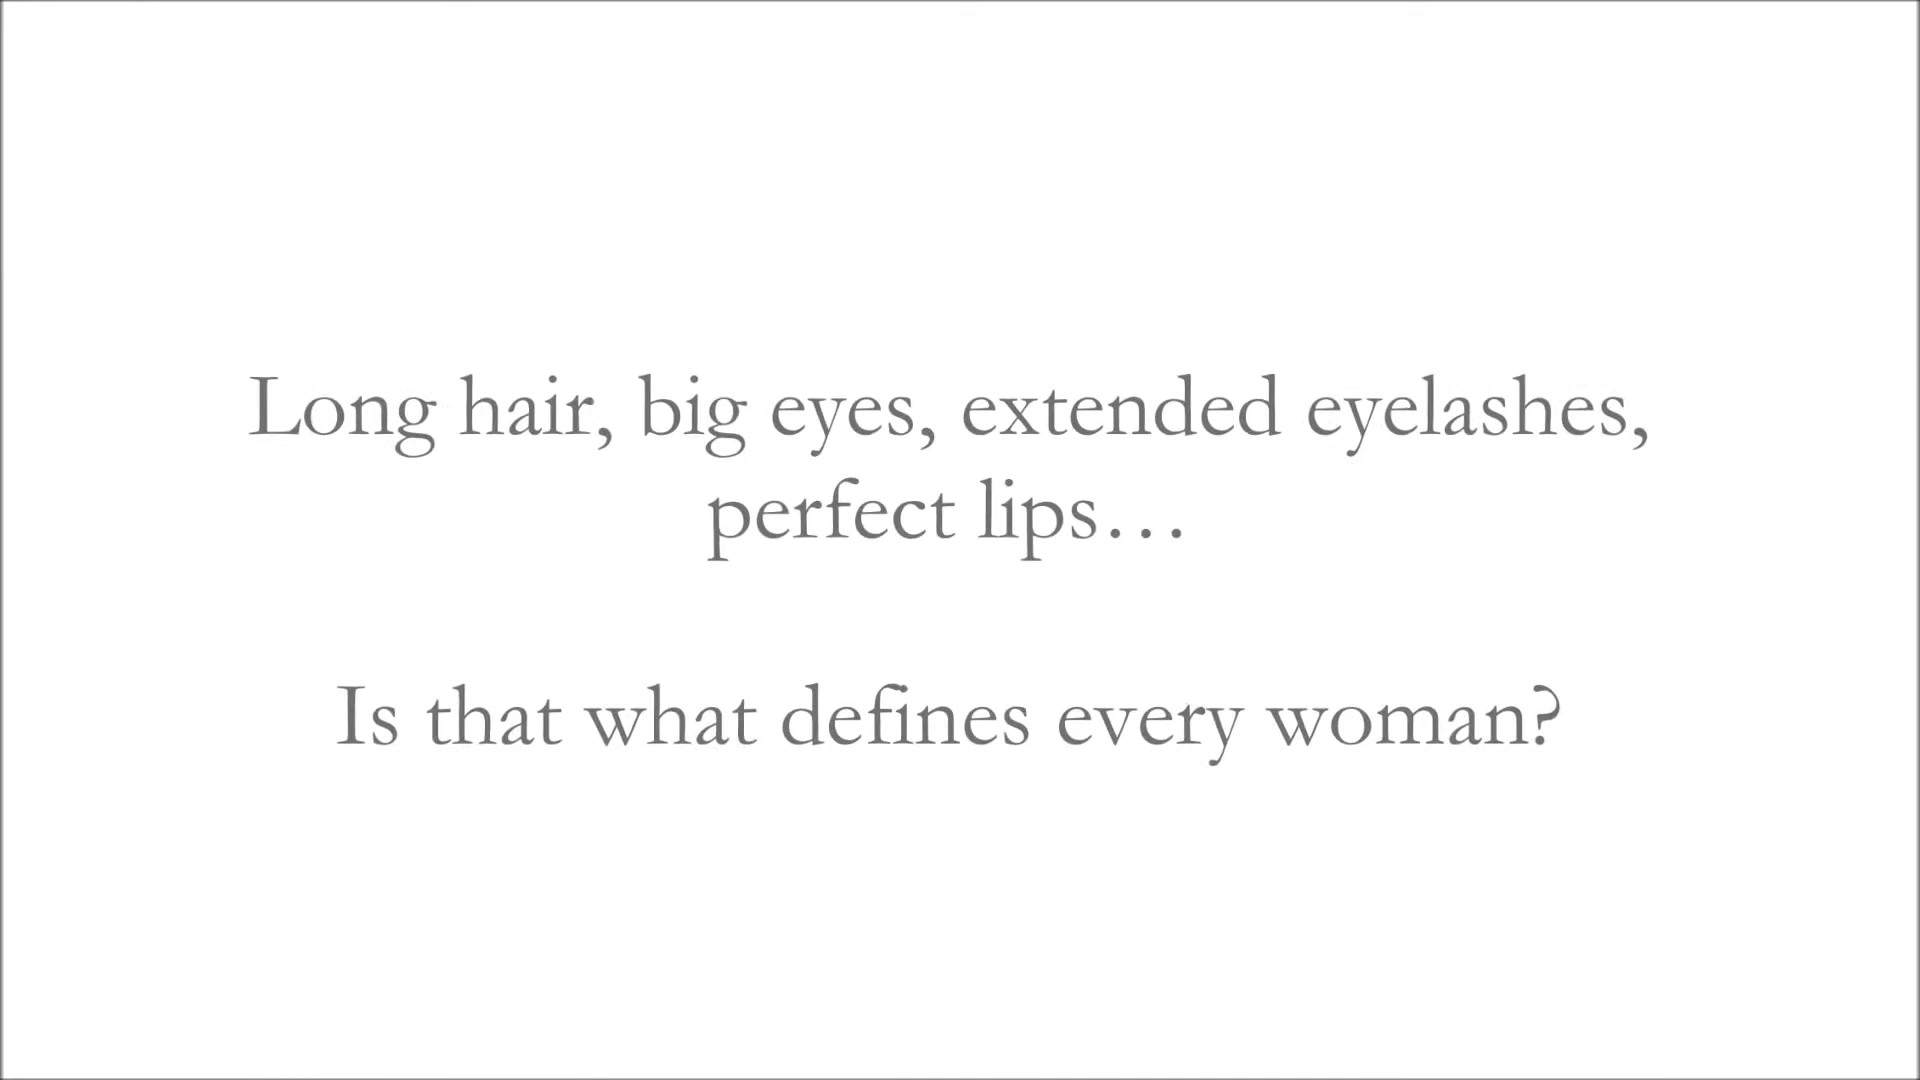 Long hair, big eyes, extended eyelashes,
perfect lips…
Is that what defines every woman?